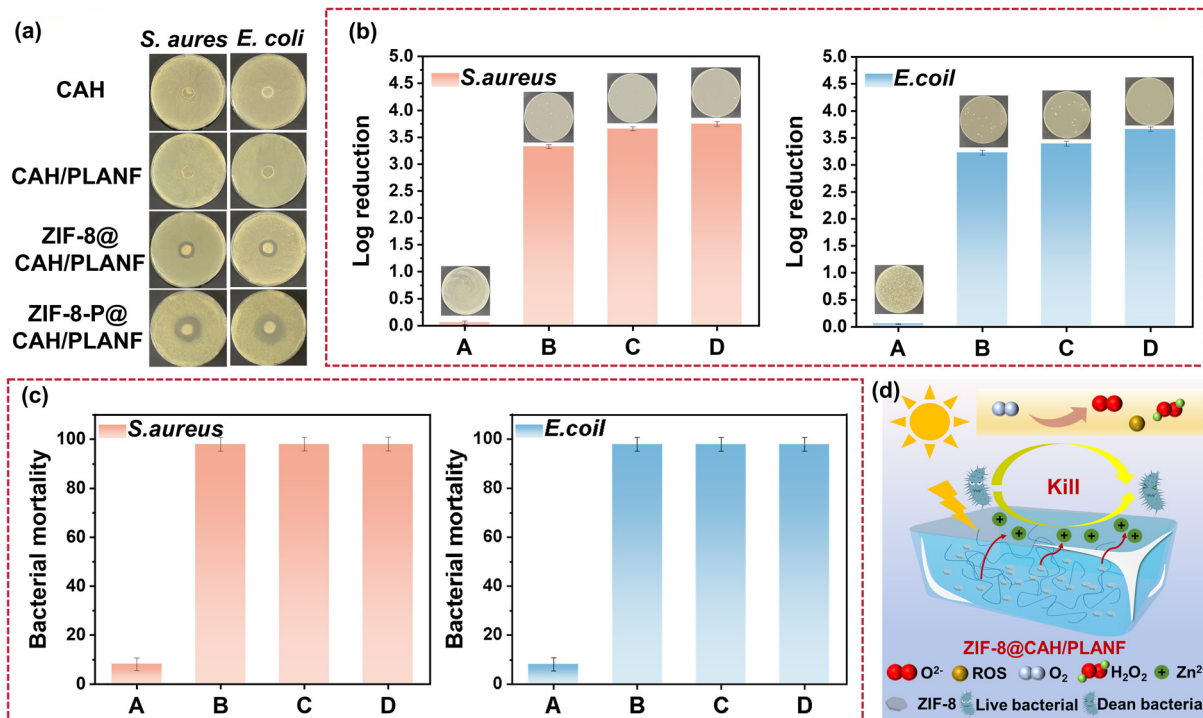 (a)
S. aures E. coli
CAH
CAH/PLANF
ZIF-8@
CAH/PLANF
ZIF-8-P@
CAH/PLANF
(b)
Log reduction
5.0
4.5
4.0
3.5
3.0
2.5
2.0
1.5
1.0
0.5
0.0
S.aureus
A B C D
Log reduction
5.0
4.5
4.0
3.5
3.0
2.5
2.0
1.5
1.0
0.5
0.0
E.coil
A B C D
(c)
Bacterial mortality
100
80
60
40
20
0
S.aureus
A B C D
Bacterial mortality
100
80
60
40
20
0
E.coil
A B C D
(d)
Kill
ZIF-8@CAH/PLANF
O²⁻ ROS O₂ H₂O₂ Zn²
ZIF-8 Live bacterial Dean bacteria